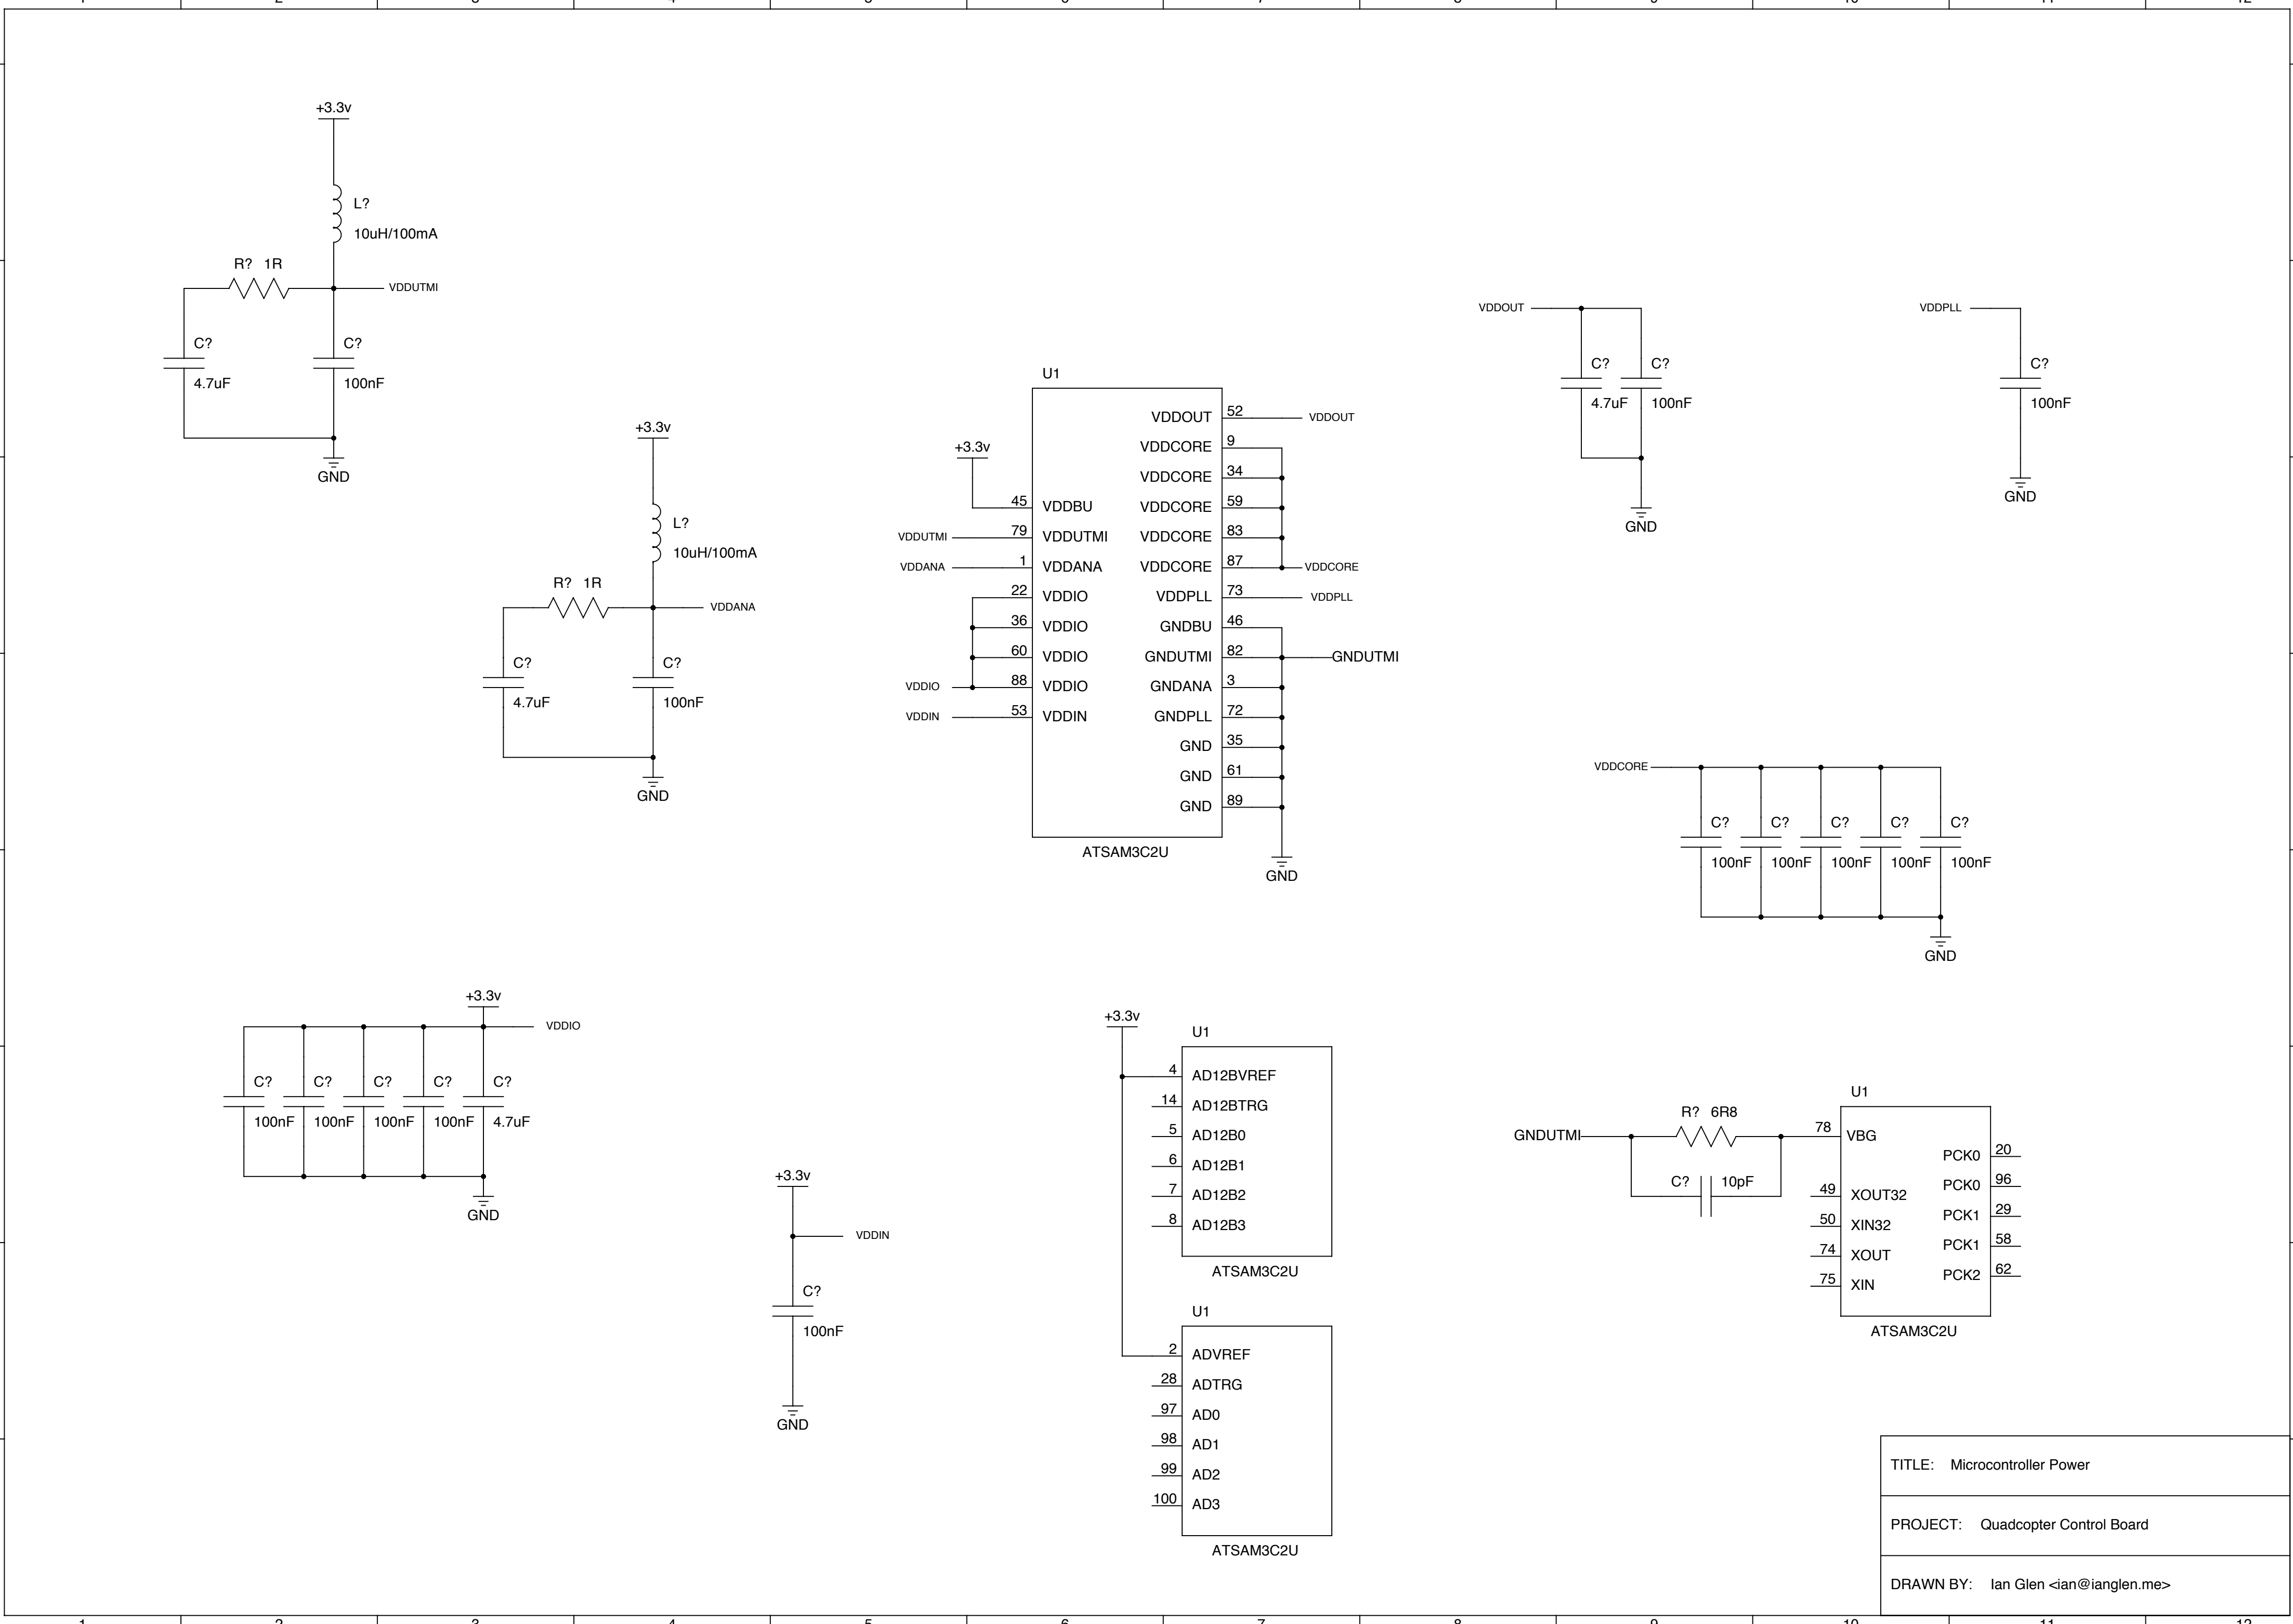 +3.3v
L?
10uH/100mA
R? 1R
VDDUTMI
C?
4.7uF
C?
100nF
GND
+3.3v
L?
10uH/100mA
R? 1R
VDDANA
C?
4.7uF
C?
100nF
GND
U1
+3.3v
45 VDDBU
VDDUTMI 79 VDDUTMI
VDDANA 1 VDDANA
22 VDDIO
36 VDDIO
60 VDDIO
VDDIO 88 VDDIO
VDDIN 53 VDDIN
VDDOUT 52 VDDOUT
VDDCORE 9
VDDCORE 34
VDDCORE 59
VDDCORE 83
VDDCORE 87 VDDCORE
VDDPLL 73 VDDPLL
GNDBU 46
GNDUTMI 82 GNDUTMI
GNDANA 3
GNDPLL 72
GND 35
GND 61
GND 89
ATSAM3C2U
GND
VDDOUT
C?
4.7uF
C?
100nF
GND
VDDPLL
C?
100nF
GND
VDDCORE
C? C? C? C? C?
100nF 100nF 100nF 100nF 100nF
GND
+3.3v
VDDIO
C? C? C? C? C?
100nF 100nF 100nF 100nF 4.7uF
GND
+3.3v
VDDIN
C?
100nF
GND
+3.3v
U1
4 AD12BVREF
14 AD12BTRG
5 AD12B0
6 AD12B1
7 AD12B2
8 AD12B3
ATSAM3C2U
U1
2 ADVREF
28 ADTRG
97 AD0
98 AD1
99 AD2
100 AD3
ATSAM3C2U
U1
R? 6R8
GNDUTMI
C? 10pF
78 VBG
49 XOUT32
50 XIN32
74 XOUT
75 XIN
PCK0 20
PCK0 96
PCK1 29
PCK1 58
PCK2 62
ATSAM3C2U
TITLE: Microcontroller Power
PROJECT: Quadcopter Control Board
DRAWN BY: Ian Glen <ian@ianglen.me>